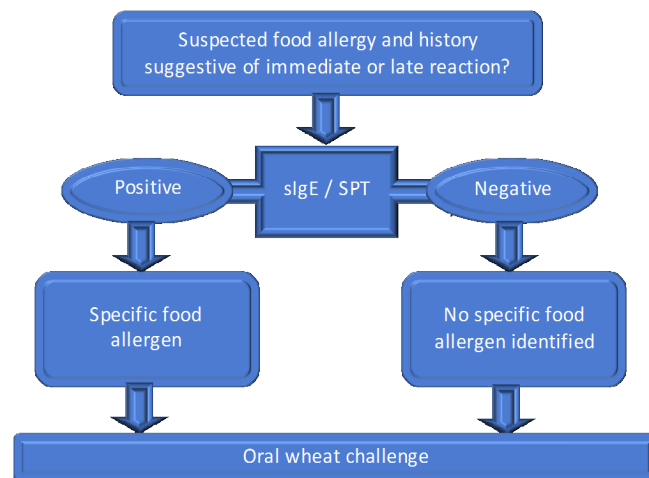 Suspected food allergy and history
suggestive of immediate or late reaction?
Positive
sIgE / SPT
Negative
Specific food
allergen
No specific food
allergen identified
Oral wheat challenge